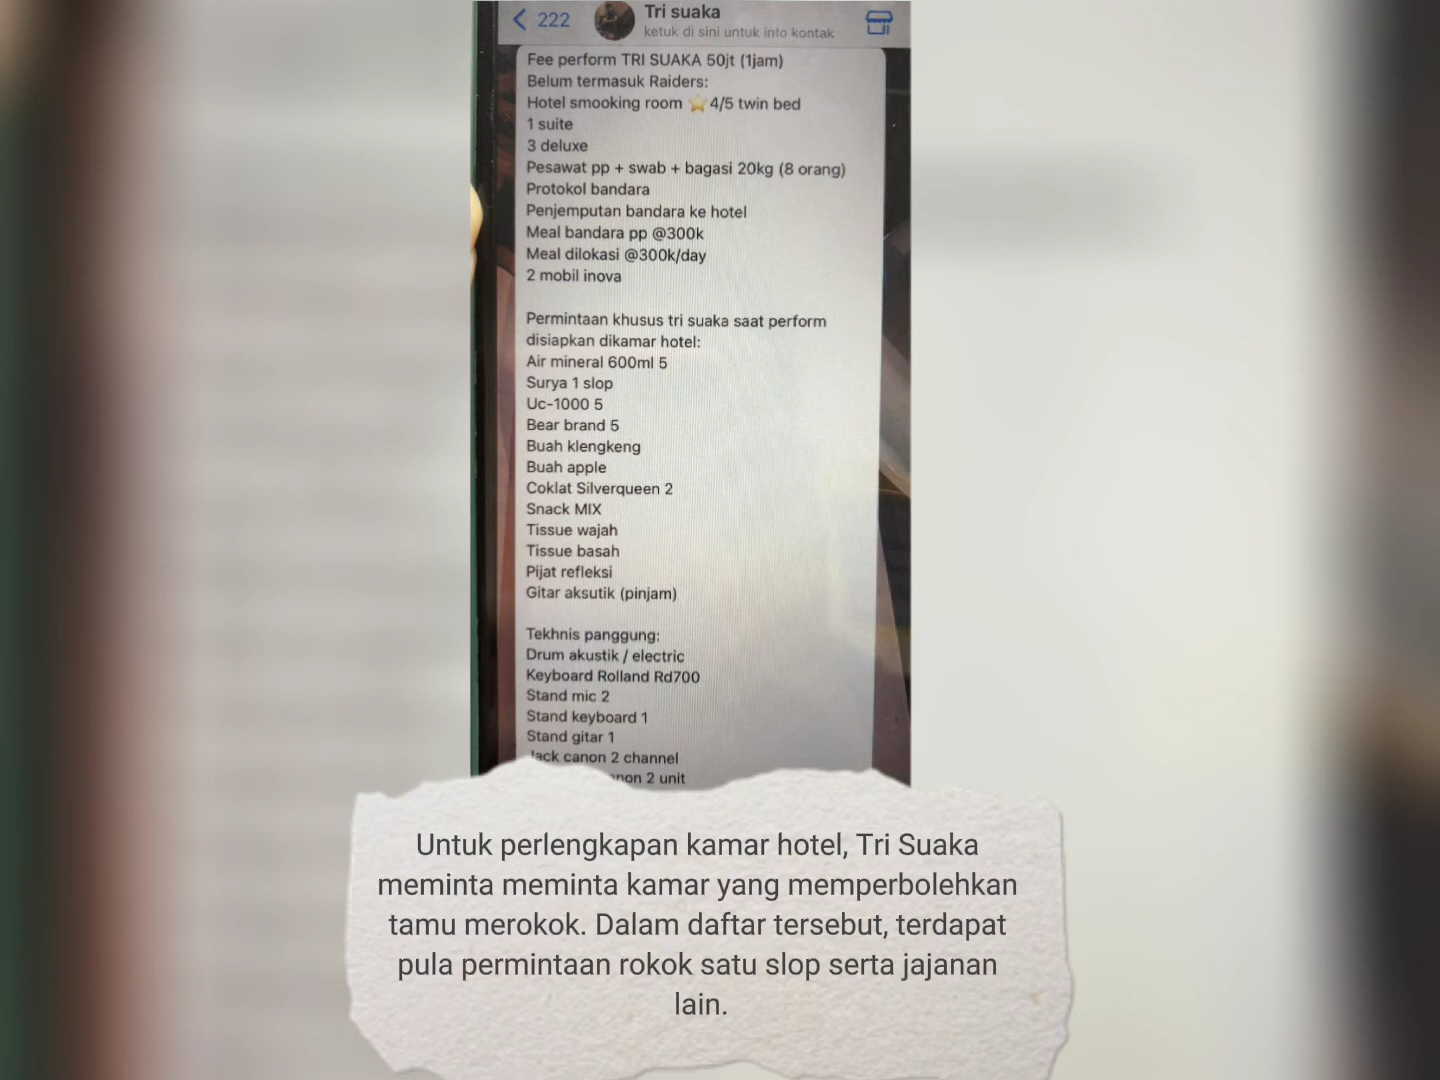 222
Tri suaka
ketuk di sini untuk into kontak
Fee perform TRI SUAKA 50jt (1jam)
Belum termasuk Raiders:
Hotel smooking room ⭐4/5 twin bed
1 suite
3 deluxe
Pesawat pp + swab + bagasi 20kg (8 orang)
Protokol bandara
Penjemputan bandara ke hotel
Meal bandara pp @300k
Meal dilokasi @300k/day
2 mobil inova
Permintaan khusus tri suaka saat perform
disiapkan dikamar hotel:
Air mineral 600ml 5
Surya 1 slop
Uc-1000 5
Bear brand 5
Buah klengkeng
Buah apple
Coklat Silverqueen 2
Snack MIX
Tissue wajah
Tissue basah
Pijat refleksi
Gitar aksutik (pinjam)
Tekhnis panggung:
Drum akustik / electric
Keyboard Rolland Rd700
Stand mic 2
Stand keyboard 1
Stand gitar 1
Jack canon 2 channel
2 unit
Untuk perlengkapan kamar hotel, Tri Suaka
meminta meminta kamar yang memperbolehkan
tamu merokok. Dalam daftar tersebut, terdapat
pula permintaan rokok satu slop serta jajanan
lain.